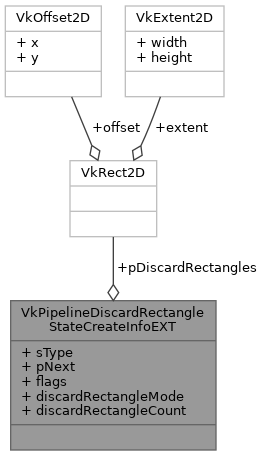 VkOffset2D
+ x
+ y
VkExtent2D
+ width
+ height
+offset
+extent
VkRect2D
+pDiscardRectangles
VkPipelineDiscardRectangle
StateCreateInfoEXT
+ sType
+ pNext
+ flags
+ discardRectangleMode
+ discardRectangleCount